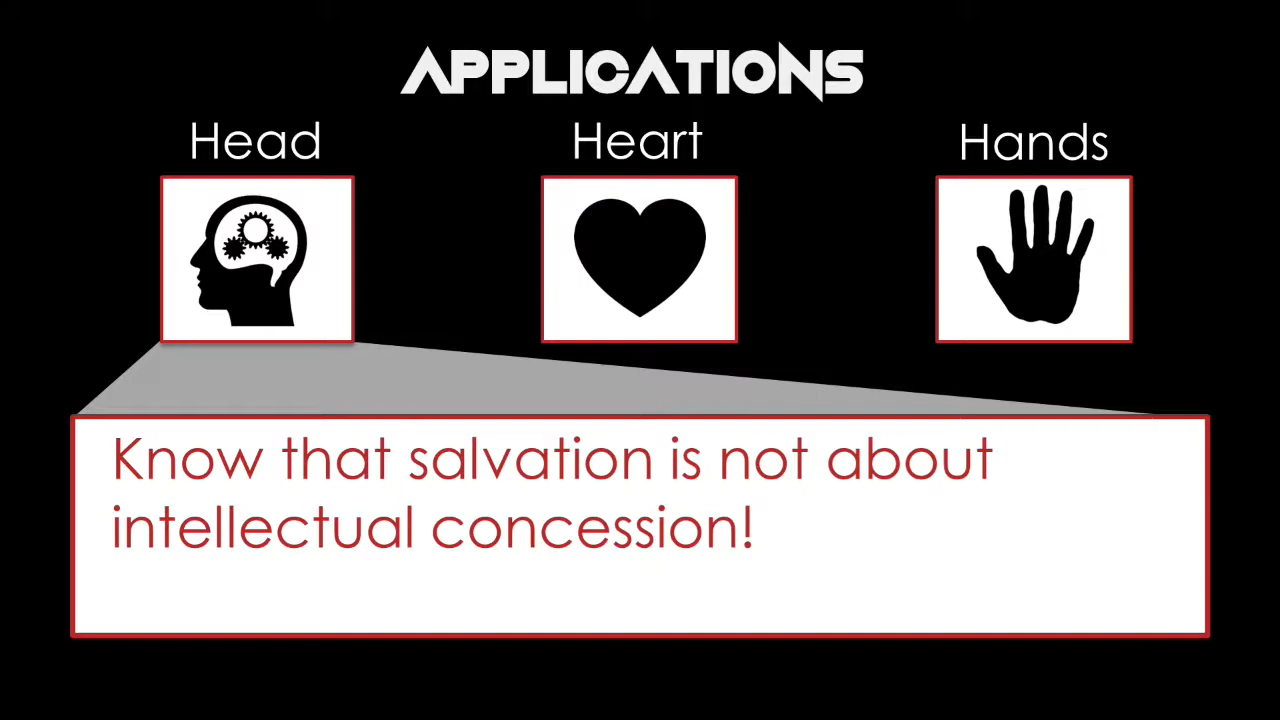 APPLICATIONS
Head
Heart
Hands
Know that salvation is not about
intellectual concession!